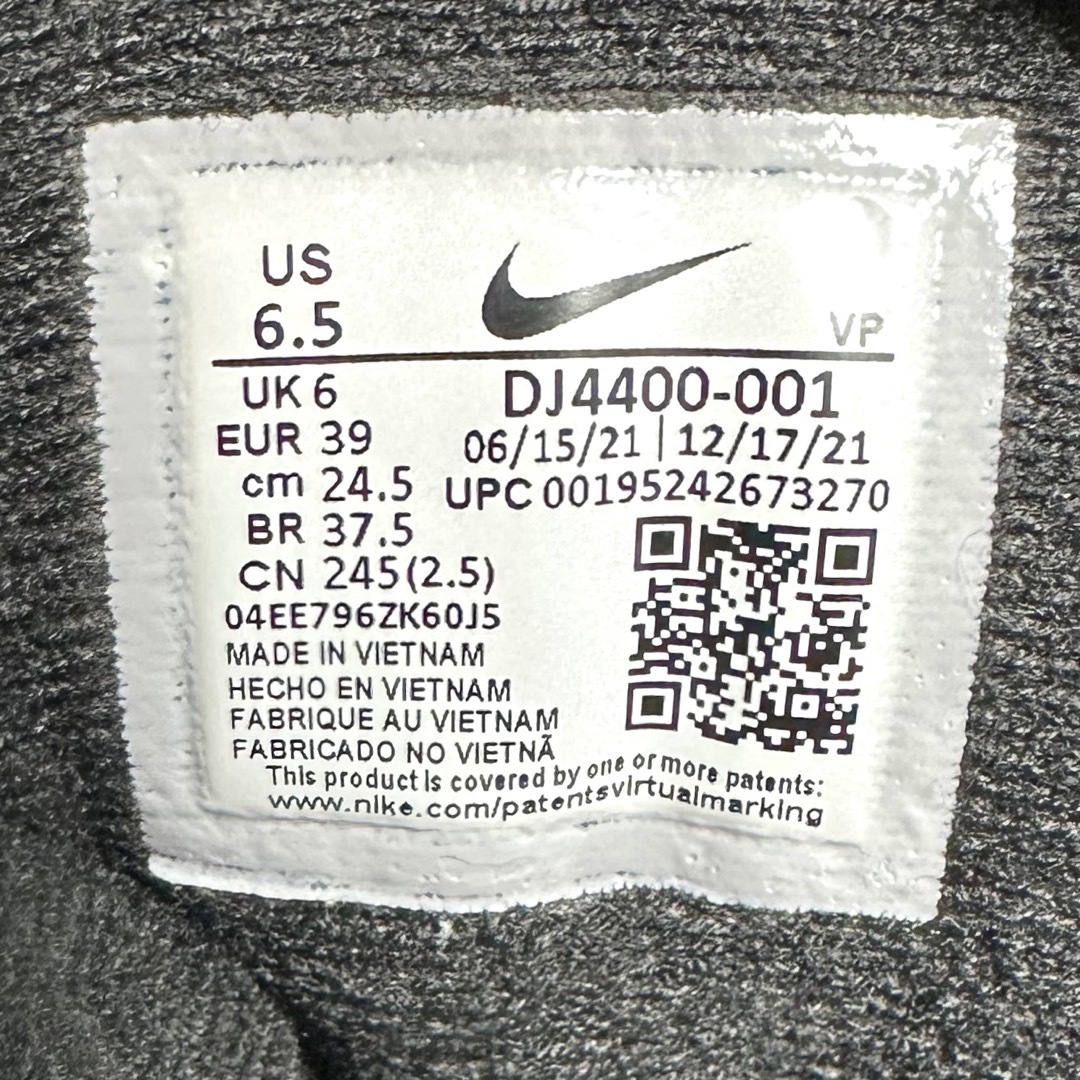 US
6.5
VP
UK 6
EUR 39
cm 24.5
BR 37.5
CN 245(2.5)
DJ4400-001
06/15/21 | 12/17/21
UPC 00195242673270
04EE796ZK60J5
MADE IN VIETNAM
HECHO EN VIETNAM
FABRIQUE AU VIETNAM
FABRICADO NO VIETNÃ
This product is covered by one or more patents:
www.nike.com/patentsvirtualmarking